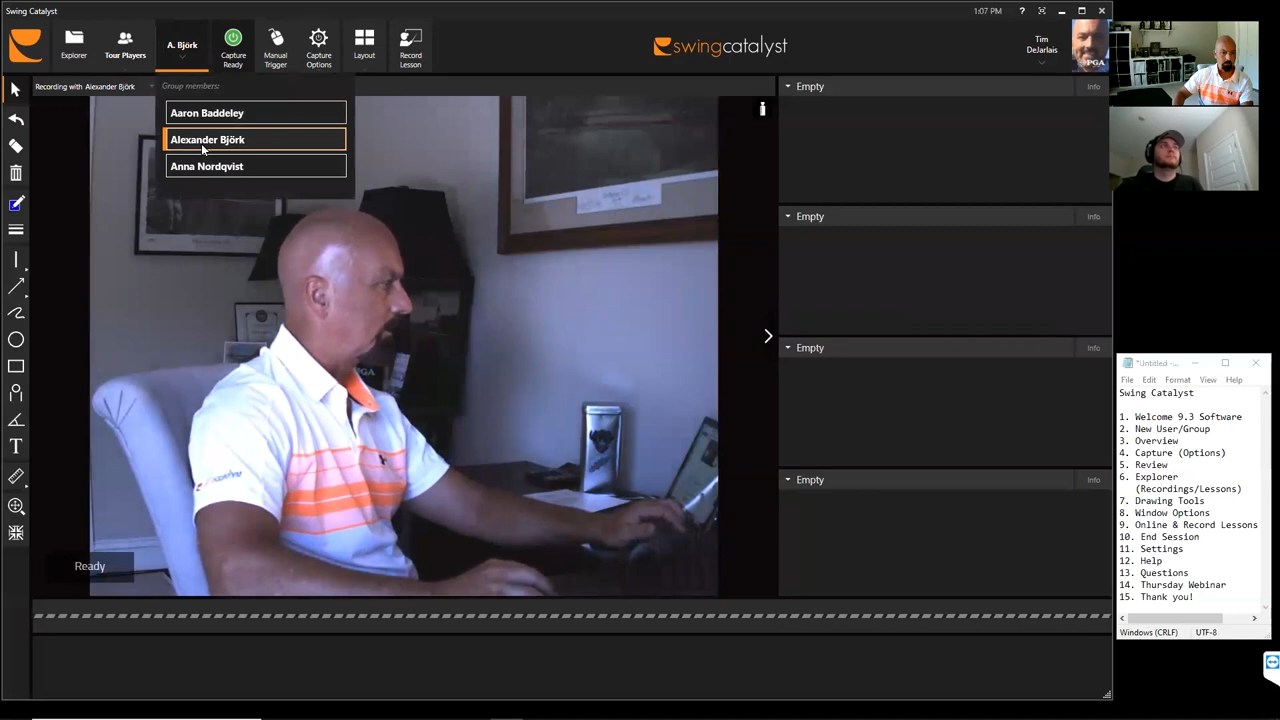 Swing Catalyst
1:07 PM
?
Explorer
Tour Players
A. Björk
Capture Ready
Manual Trigger
Capture Options
Layout
Record Lesson
swingcatalyst
Tim DeJarlais
PGA
Recording with Alexander Björk
Group members:
Aaron Baddeley
Alexander Björk
Anna Nordqvist
Empty
Info
Empty
Info
Empty
Info
Empty
Info
T
PGA
Ready
*Untitled -...
File Edit Format View Help
Swing Catalyst
1. Welcome 9.3 Software
2. New User/Group
3. Overview
4. Capture (Options)
5. Review
6. Explorer
(Recordings/Lessons)
7. Drawing Tools
8. Window Options
9. Online & Record Lessons
10. End Session
11. Settings
12. Help
13. Questions
14. Thursday Webinar
15. Thank you!
Windows (CRLF)
UTF-8